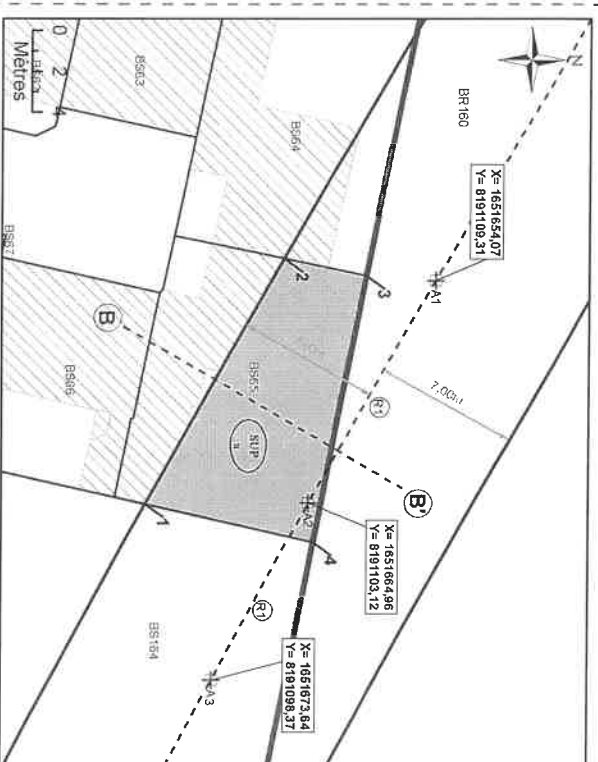 N
BR160
X= 1651654,07
Y= 8191109,31
A1
7,00m
BS63
BS64
0 2 4
Mètres
2
3
R1
B
B'
BS65
SUP
A2
X= 1651664,96
Y= 8191103,12
4
1
BS66
BS67
R1
BS164
X= 1651673,64
Y= 8191098,37
A3